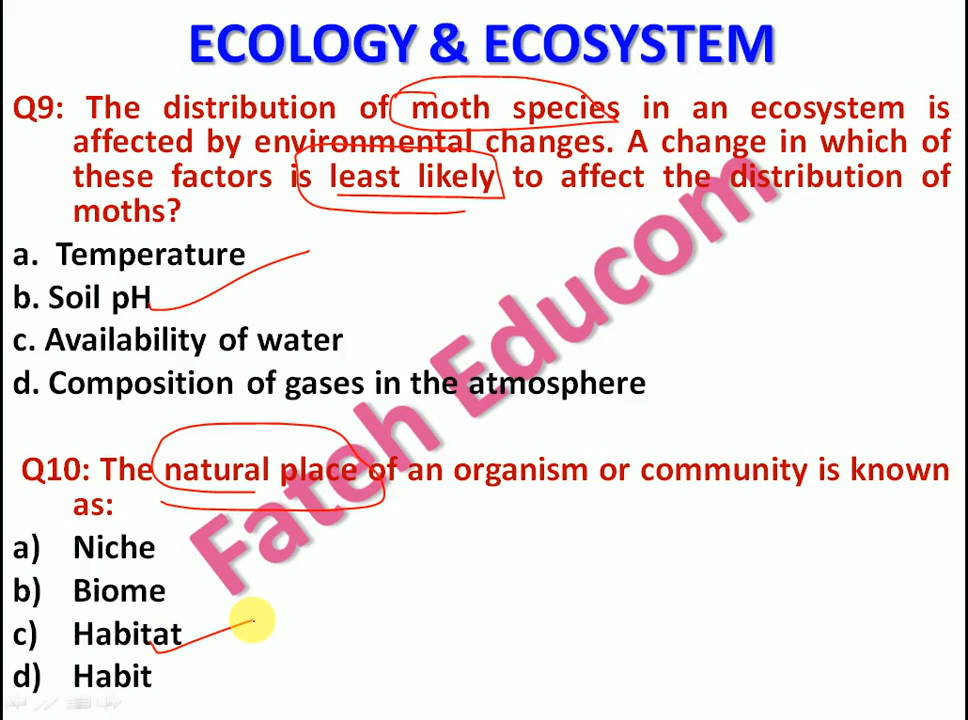 ECOLOGY & ECOSYSTEM
Q9: The distribution of moth species in an ecosystem is
affected by environmental changes. A change in which of
these factors is least likely to affect the distribution of
moths?
a. Temperature
b. Soil pH
c. Availability of water
d. Composition of gases in the atmosphere
Q10: The natural place of an organism or community is known
as:
a) Niche
b) Biome
c) Habitat
d) Habit
Fateh Educom